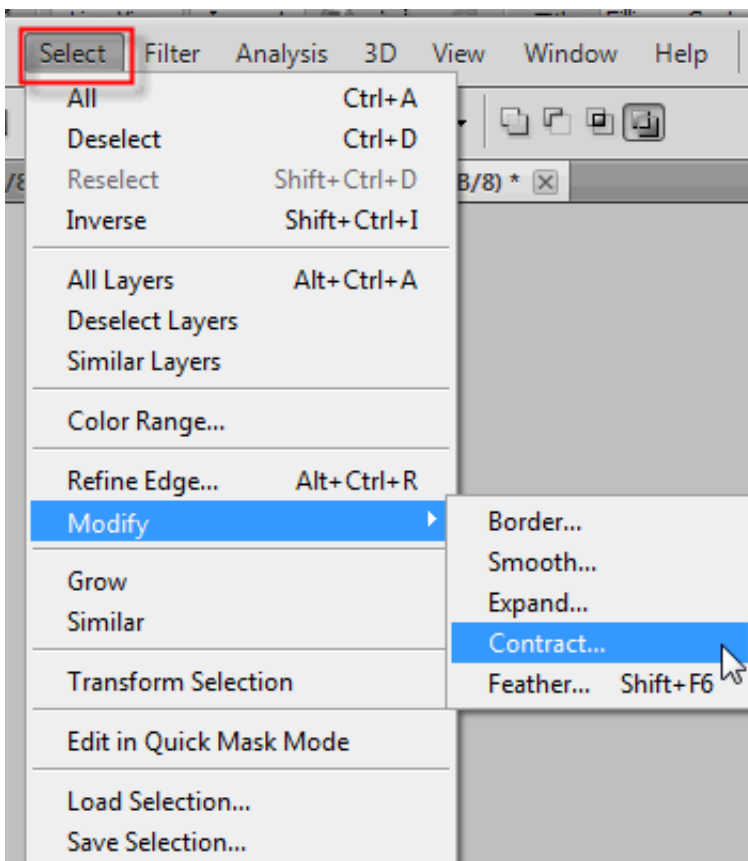 Select Filter Analysis 3D View Window Help
All Ctrl+A
Deselect Ctrl+D
Reselect Shift+Ctrl+D
/8 B/8) *
Inverse Shift+Ctrl+I
All Layers Alt+Ctrl+A
Deselect Layers
Similar Layers
Color Range...
Refine Edge... Alt+Ctrl+R
Modify
Border...
Smooth...
Expand...
Contract...
Feather... Shift+F6
Grow
Similar
Transform Selection
Edit in Quick Mask Mode
Load Selection...
Save Selection...